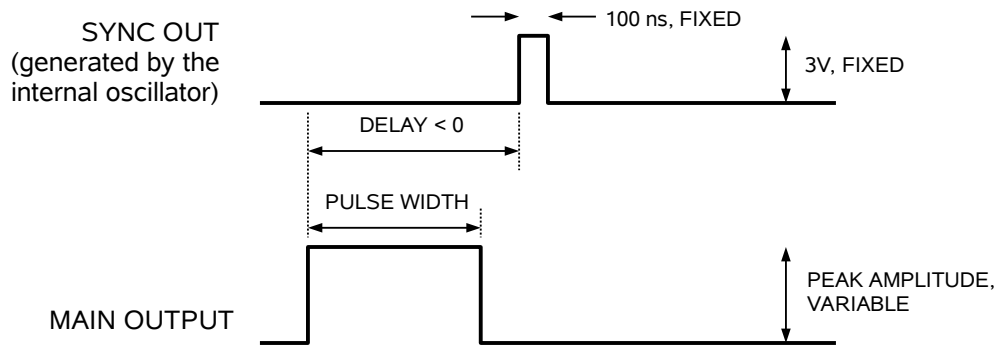 100 ns, FIXED
SYNC OUT
(generated by the
internal oscillator)
3V, FIXED
DELAY < 0
PULSE WIDTH
PEAK AMPLITUDE,
VARIABLE
MAIN OUTPUT